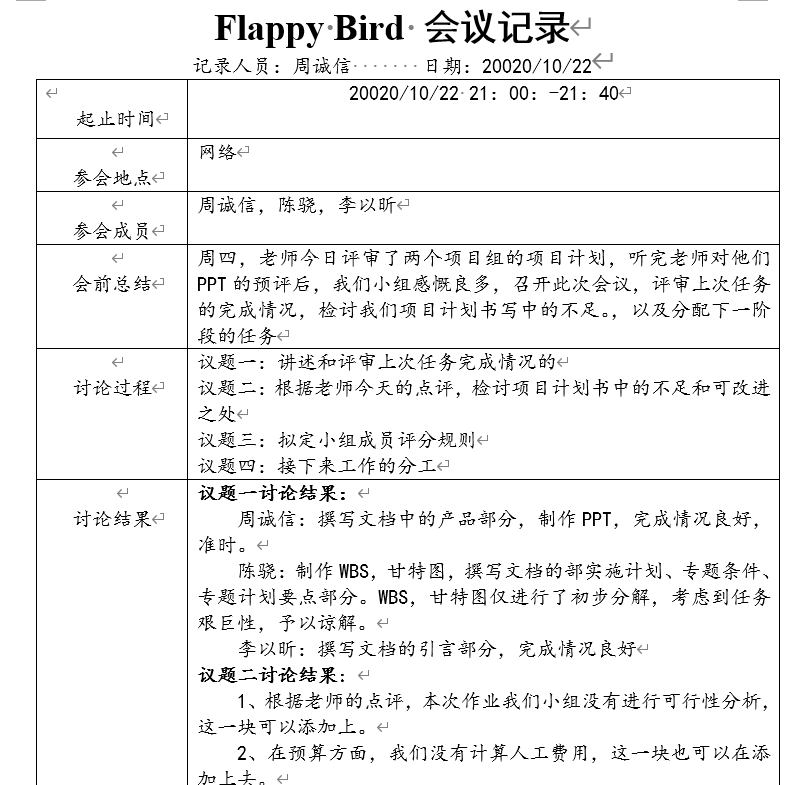 Flappy Bird 会议记录
记录人员：周诚信 日期：20020/10/22
起止时间
20020/10/22 21：00：-21：40
参会地点
网络
参会成员
周诚信，陈骁，李以昕
会前总结
周四，老师今日评审了两个项目组的项目计划，听完老师对他们
PPT 的预评后，我们小组感慨良多，召开此次会议，评审上次任务
的完成情况，检讨我们项目计划书写中的不足。，以及分配下一阶
段的任务
讨论过程
议题一：讲述和评审上次任务完成情况的
议题二：根据老师今天的点评，检讨项目计划书中的不足和可改进
之处
议题三：拟定小组成员评分规则
议题四：接下来工作的分工
讨论结果
议题一讨论结果：
周诚信：撰写文档中的产品部分，制作 PPT，完成情况良好，
准时。
陈骁：制作 WBS，甘特图，撰写文档的部实施计划、专题条件、
专题计划要点部分。WBS，甘特图仅进行了初步分解，考虑到任务
艰巨性，予以谅解。
李以昕：撰写文档的引言部分，完成情况良好
议题二讨论结果：
1、根据老师的点评，本次作业我们小组没有进行可行性分析，
这一块可以添加上。
2、在预算方面，我们没有计算人工费用，这一块也可以在添
加上去。